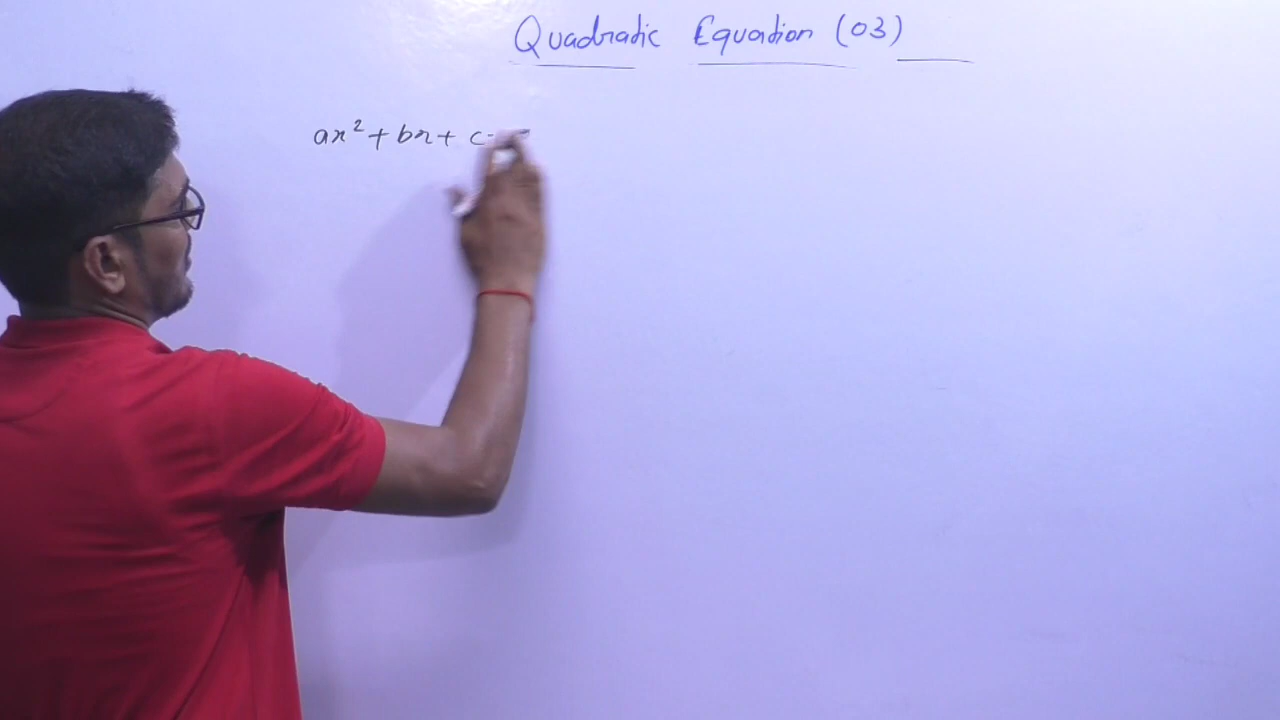 Quadratic Equation (03)
ax² + bx + c =